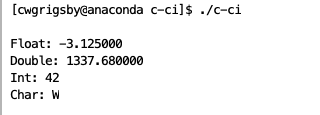 [cwgrigsby@anaconda c-ci]$ ./c-ci
Float: -3.125000
Double: 1337.680000
Int: 42
Char: W